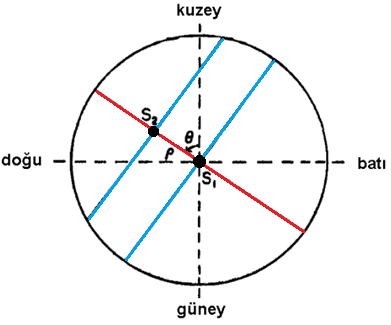 kuzey
S₂
θ
doğu
ρ
batı
S₁
güney